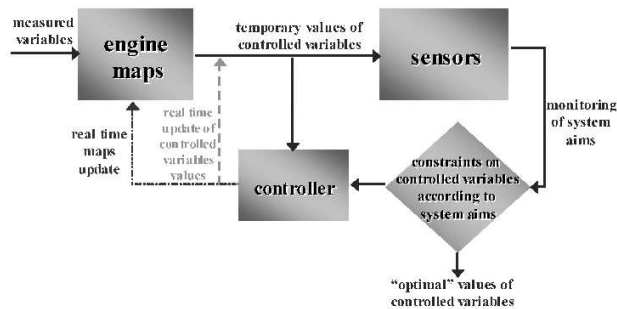 measured
variables
engine
maps
temporary values of
controlled variables
sensors
monitoring
of system
aims
real time
maps
update
real time
update of
controlled
variables
values
controller
constraints on
controlled variables
according to
system aims
“optimal” values of
controlled variables